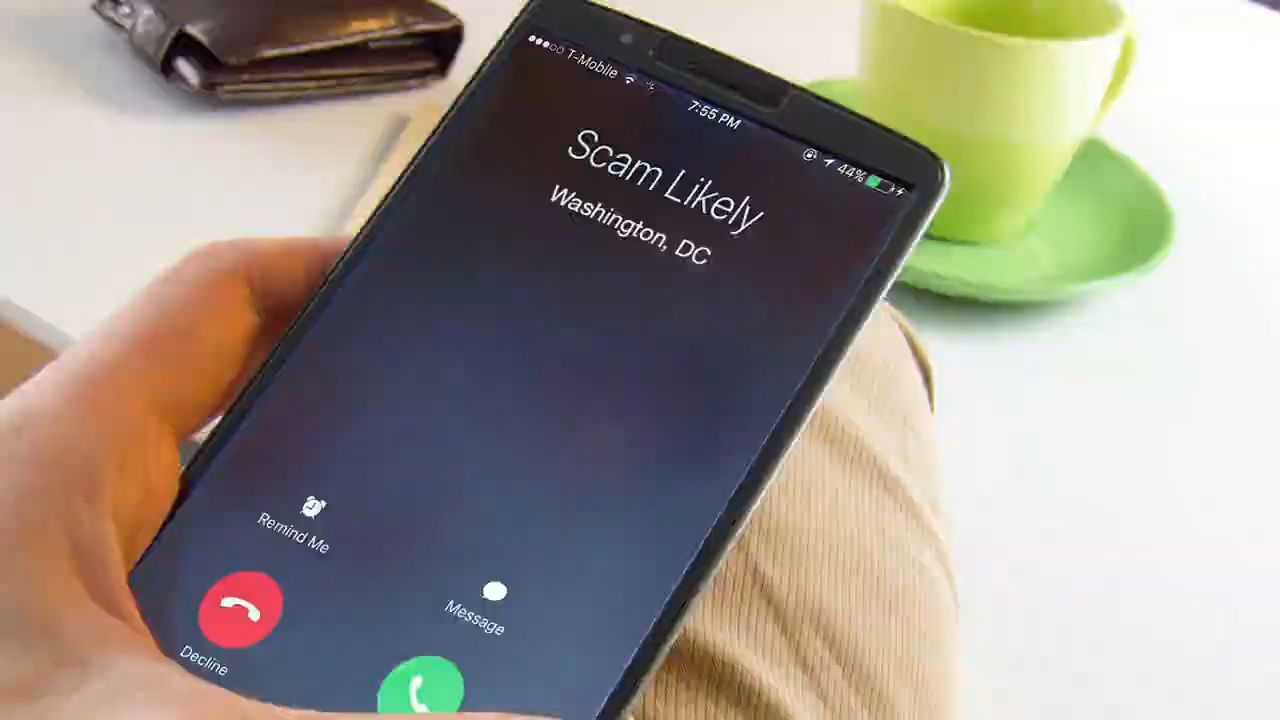 T-Mobile
7:55 PM
44%
Scam Likely
Washington, DC
Remind Me
Message
Decline